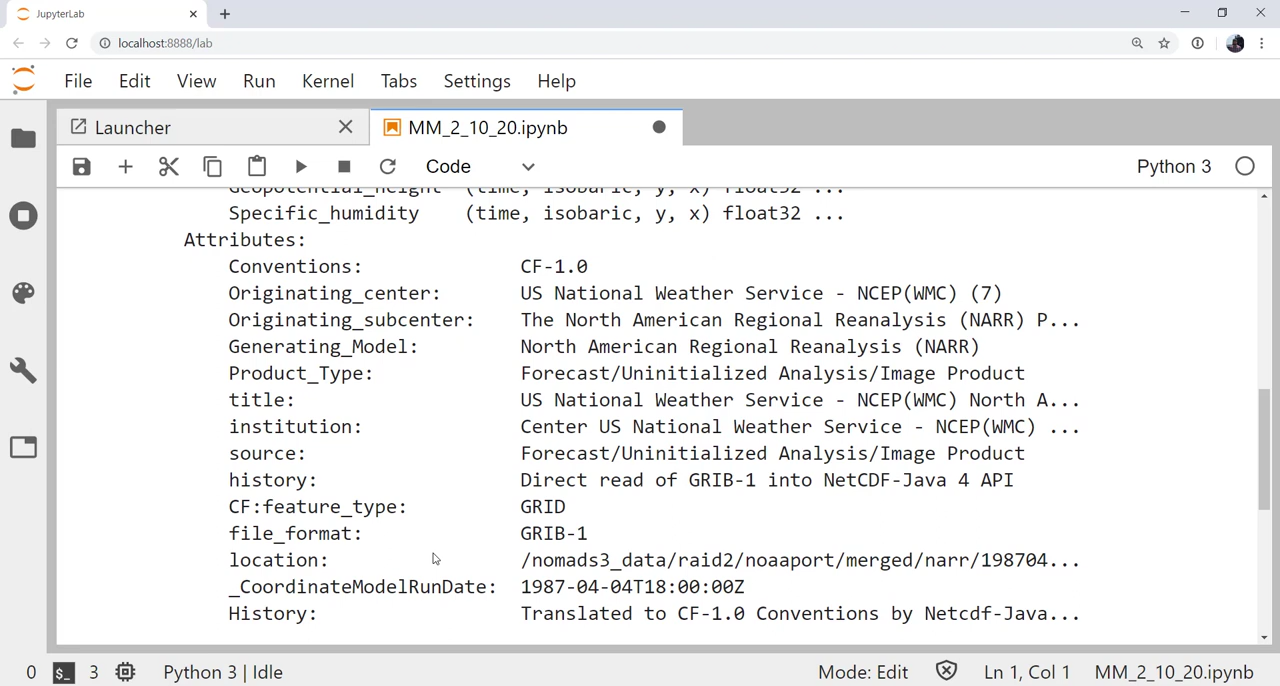 JupyterLab
localhost:8888/lab
File Edit View Run Kernel Tabs Settings Help
Launcher MM_2_10_20.ipynb
Code Python 3
Geopotential_height (time, isobaric, y, x) float32 ...
Specific_humidity (time, isobaric, y, x) float32 ...
Attributes:
Conventions: CF-1.0
Originating_center: US National Weather Service - NCEP(WMC) (7)
Originating_subcenter: The North American Regional Reanalysis (NARR) P...
Generating_Model: North American Regional Reanalysis (NARR)
Product_Type: Forecast/Uninitialized Analysis/Image Product
title: US National Weather Service - NCEP(WMC) North A...
institution: Center US National Weather Service - NCEP(WMC) ...
source: Forecast/Uninitialized Analysis/Image Product
history: Direct read of GRIB-1 into NetCDF-Java 4 API
CF:feature_type: GRID
file_format: GRIB-1
location: /nomads3_data/raid2/noaaport/merged/narr/198704...
_CoordinateModelRunDate: 1987-04-04T18:00:00Z
History: Translated to CF-1.0 Conventions by Netcdf-Java...
0 $_ 3 Python 3 | Idle Mode: Edit Ln 1, Col 1 MM_2_10_20.ipynb